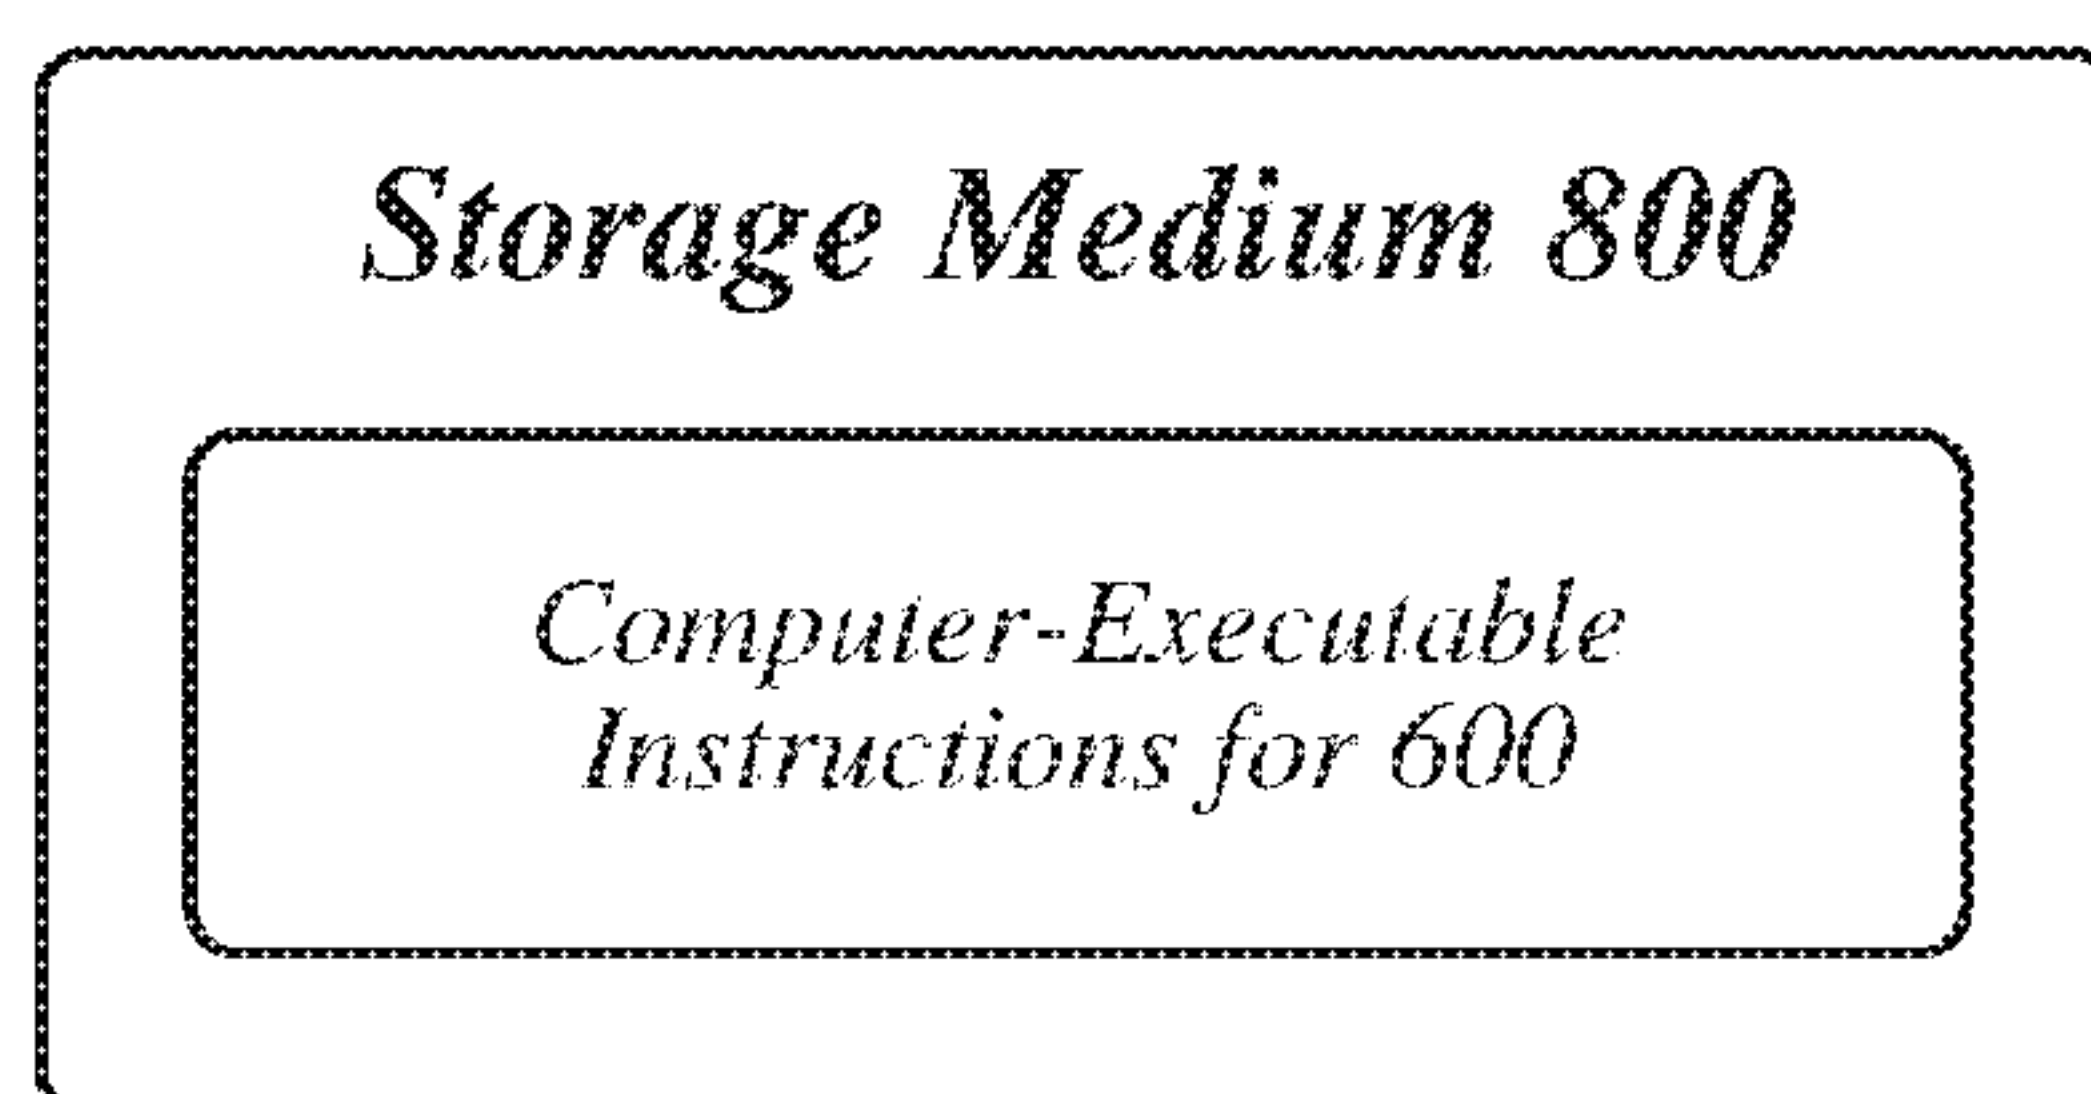 Storage Medium 800
Computer-Executable
Instructions for 600